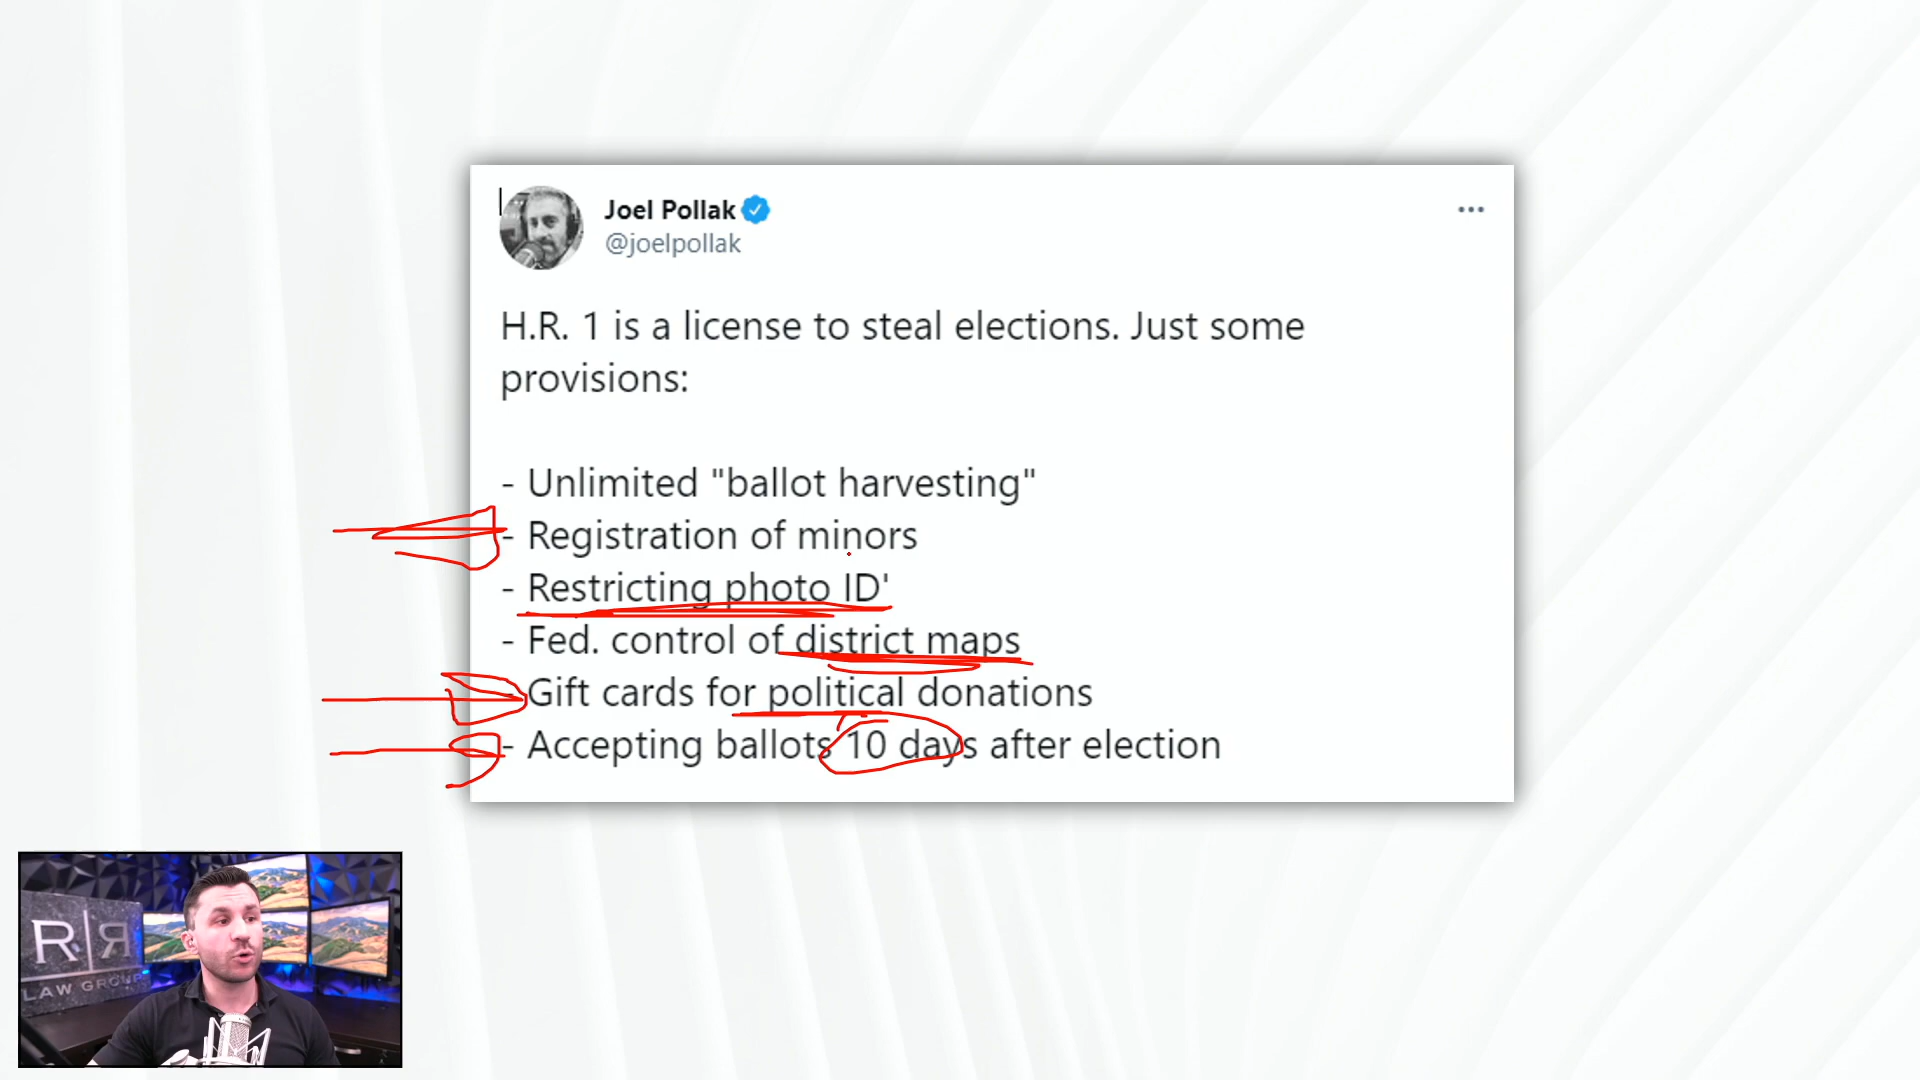 Joel Pollak
@joelpollak
H.R. 1 is a license to steal elections. Just some
provisions:
- Unlimited "ballot harvesting"
- Registration of minors
- Restricting photo ID'
- Fed. control of district maps
- Gift cards for political donations
- Accepting ballots 10 days after election
R|R
LAW GROUP